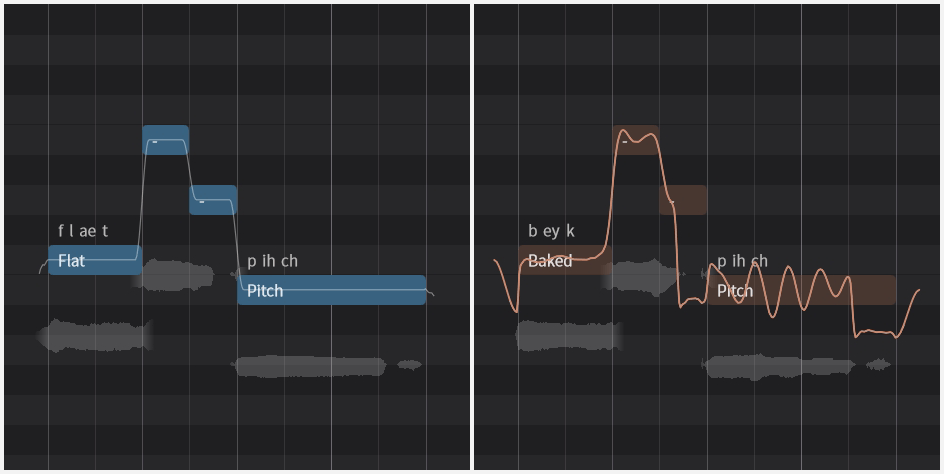 f l ae t
Flat
-
-
p ih ch
Pitch
b ey k
Baked
-
-
p ih ch
Pitch